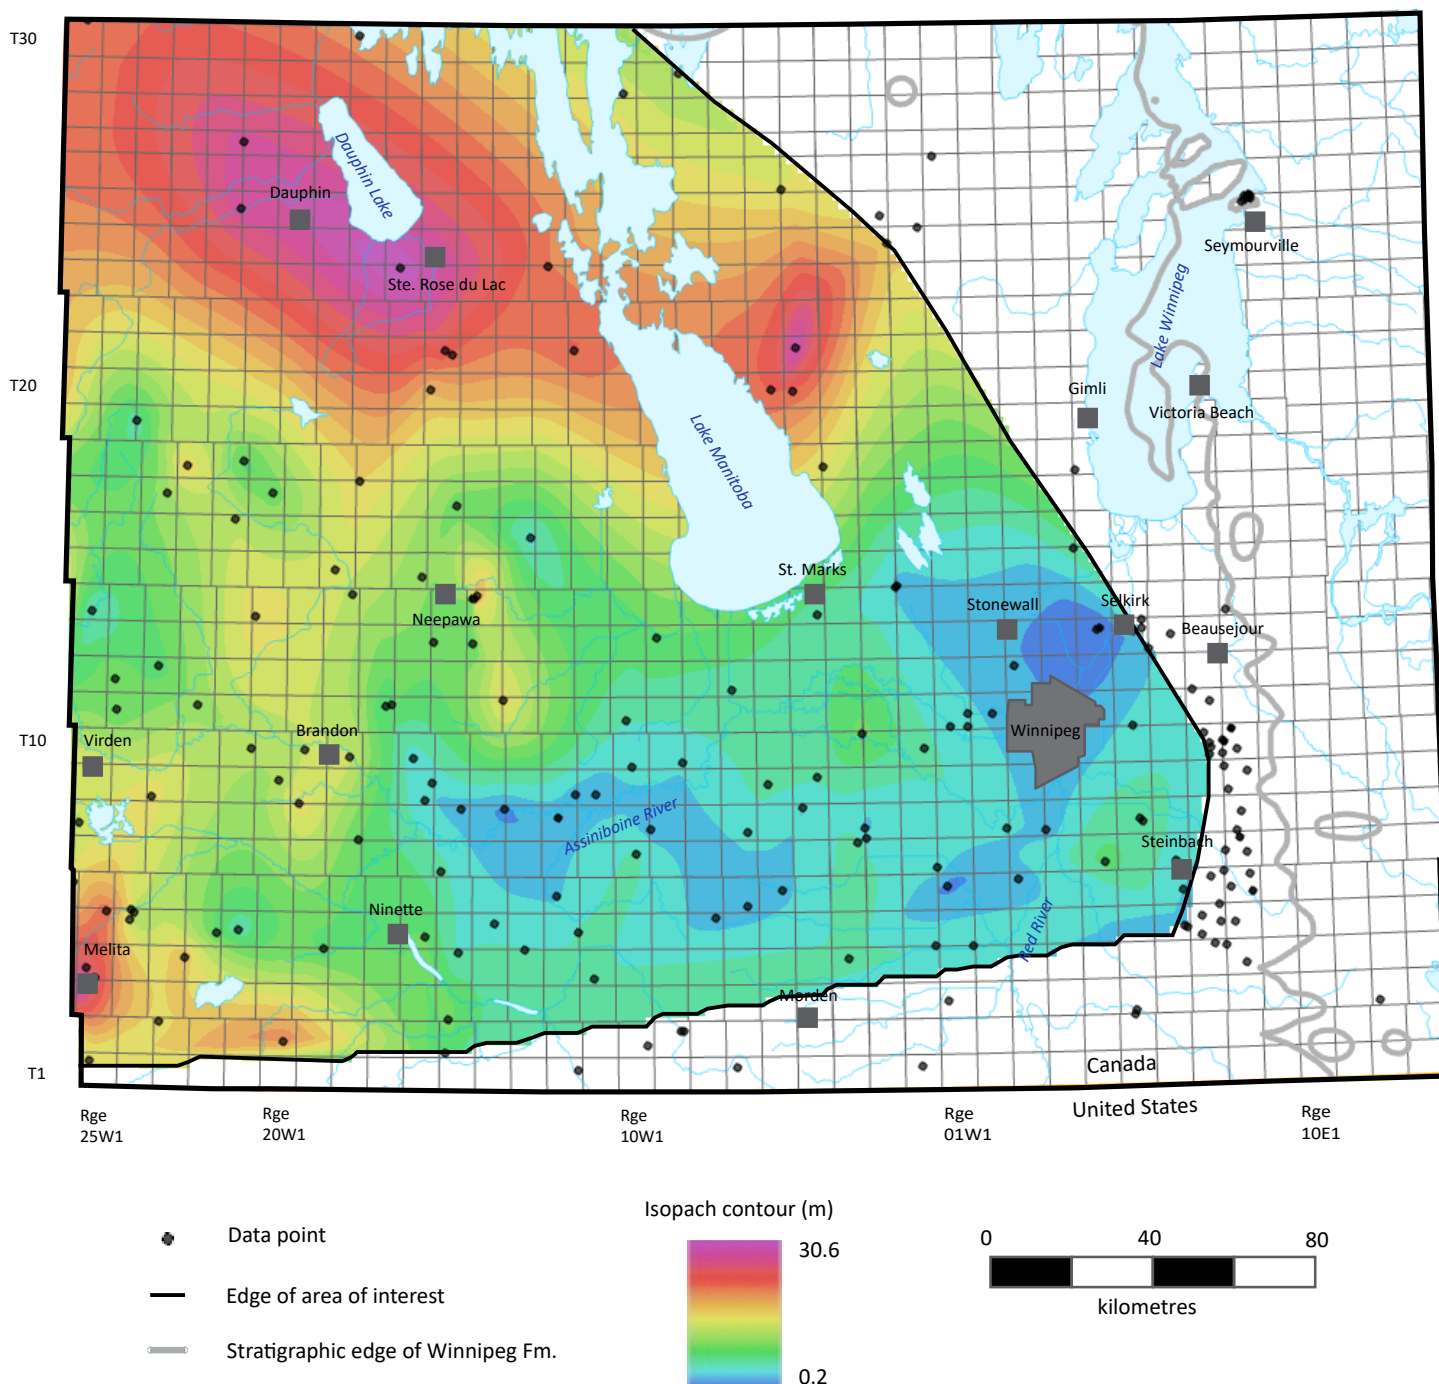 T30
Dauphin Lake
Dauphin
Ste. Rose du Lac
Seymourville
Lake Winnipeg
T20
Gimli
Victoria Beach
Lake Manitoba
St. Marks
Stonewall
Selkirk
Neepawa
Beausejour
T10
Virden
Brandon
Winnipeg
Assiniboine River
Steinbach
Ninette
Red River
Melita
Morden
T1
Canada
United States
Rge
25W1
Rge
20W1
Rge
10W1
Rge
01W1
Rge
10E1
Isopach contour (m)
30.6
0.2
Data point
Edge of area of interest
Stratigraphic edge of Winnipeg Fm.
0 40 80
kilometres